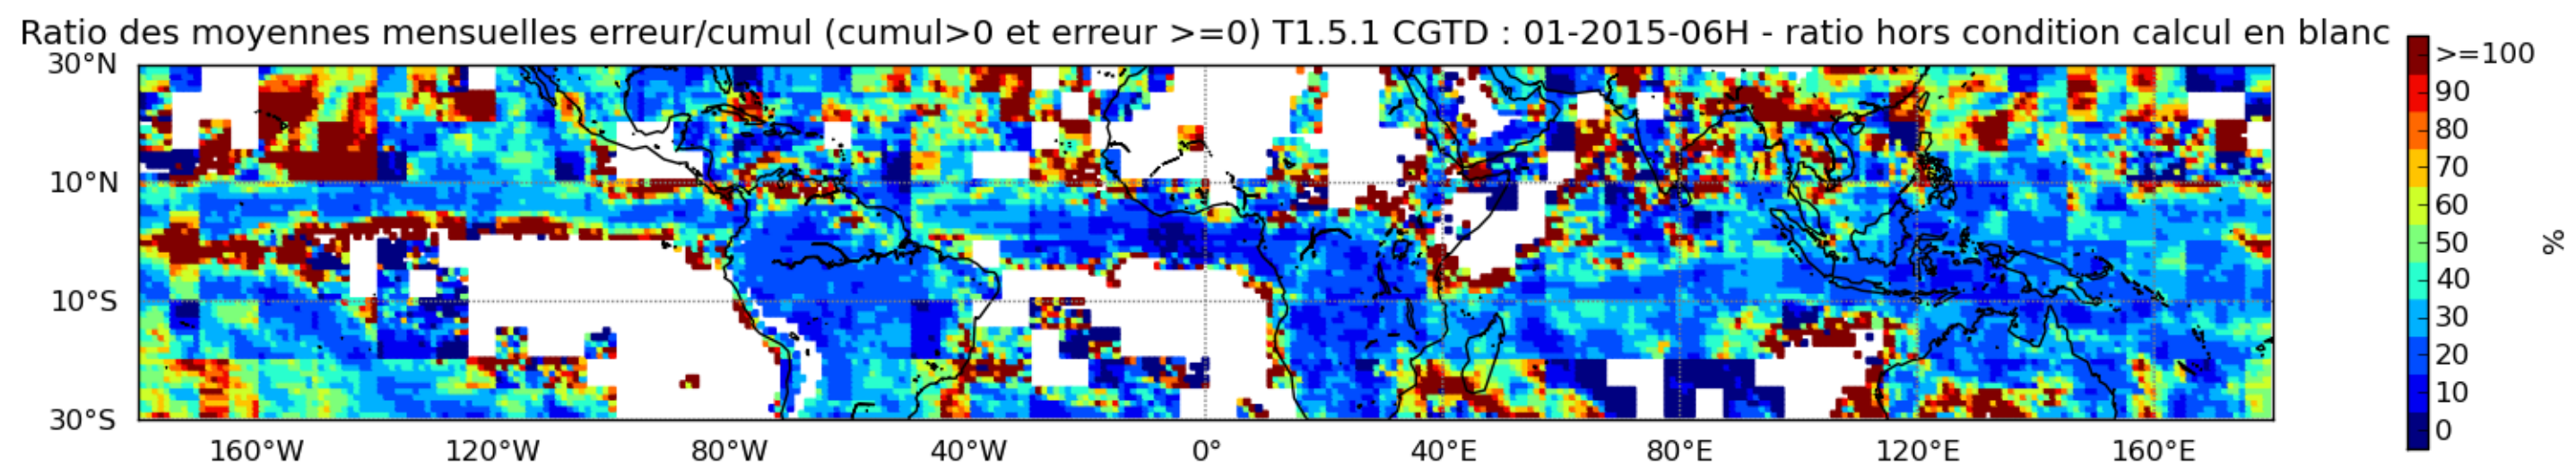 Ratio des moyennes mensuelles erreur/cumul (cumul>0 et erreur >=0) T1.5.1 CGTD : 01-2015-06H - ratio hors condition calcul en blanc
30°N
10°N
10°S
30°S
160°W 120°W 80°W 40°W 0° 40°E 80°E 120°E 160°E
>=100
90
80
70
60
50
40
30
20
10
0
%